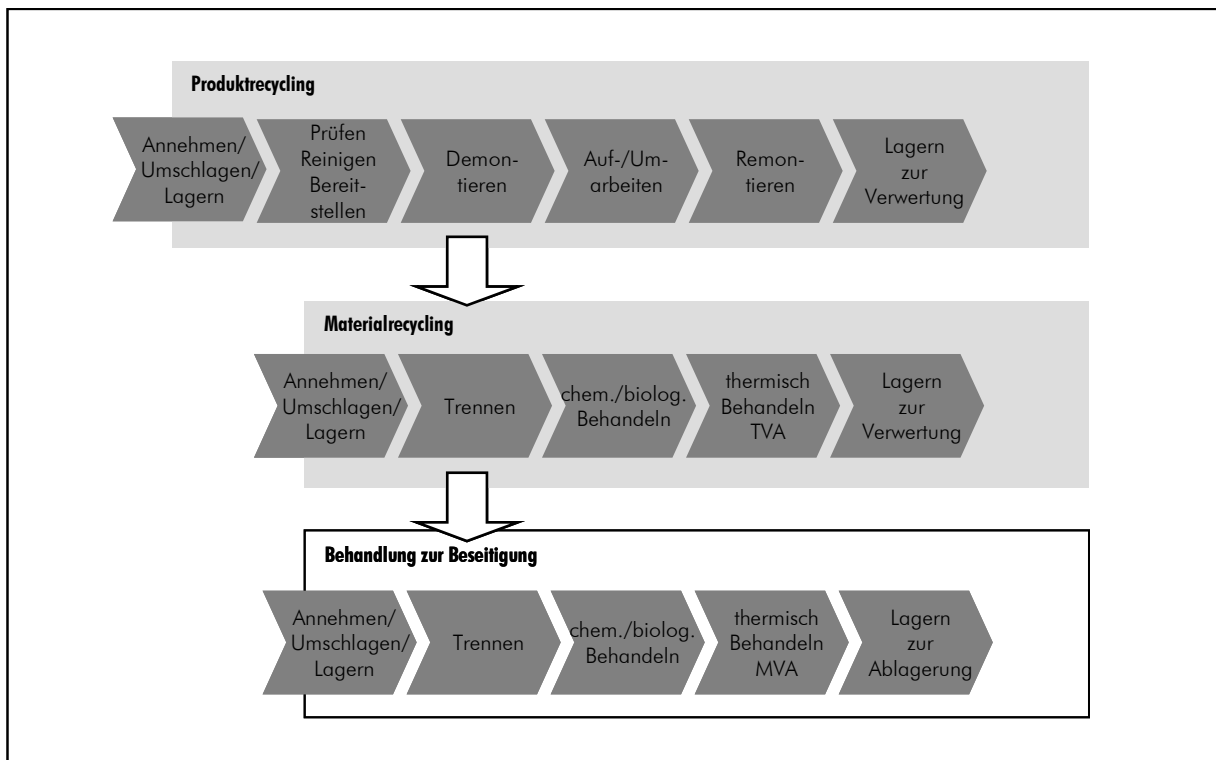 Produktrecycling
Annehmen/
Umschlagen/
Lagern
Prüfen
Reinigen
Bereit-
stellen
Demon-
tieren
Auf-/Um-
arbeiten
Remon-
tieren
Lagern
zur
Verwertung
Materialrecycling
Annehmen/
Umschlagen/
Lagern
Trennen
chem./biolog.
Behandeln
thermisch
Behandeln
TVA
Lagern
zur
Verwertung
Behandlung zur Beseitigung
Annehmen/
Umschlagen/
Lagern
Trennen
chem./biolog.
Behandeln
thermisch
Behandeln
MVA
Lagern
zur
Ablagerung